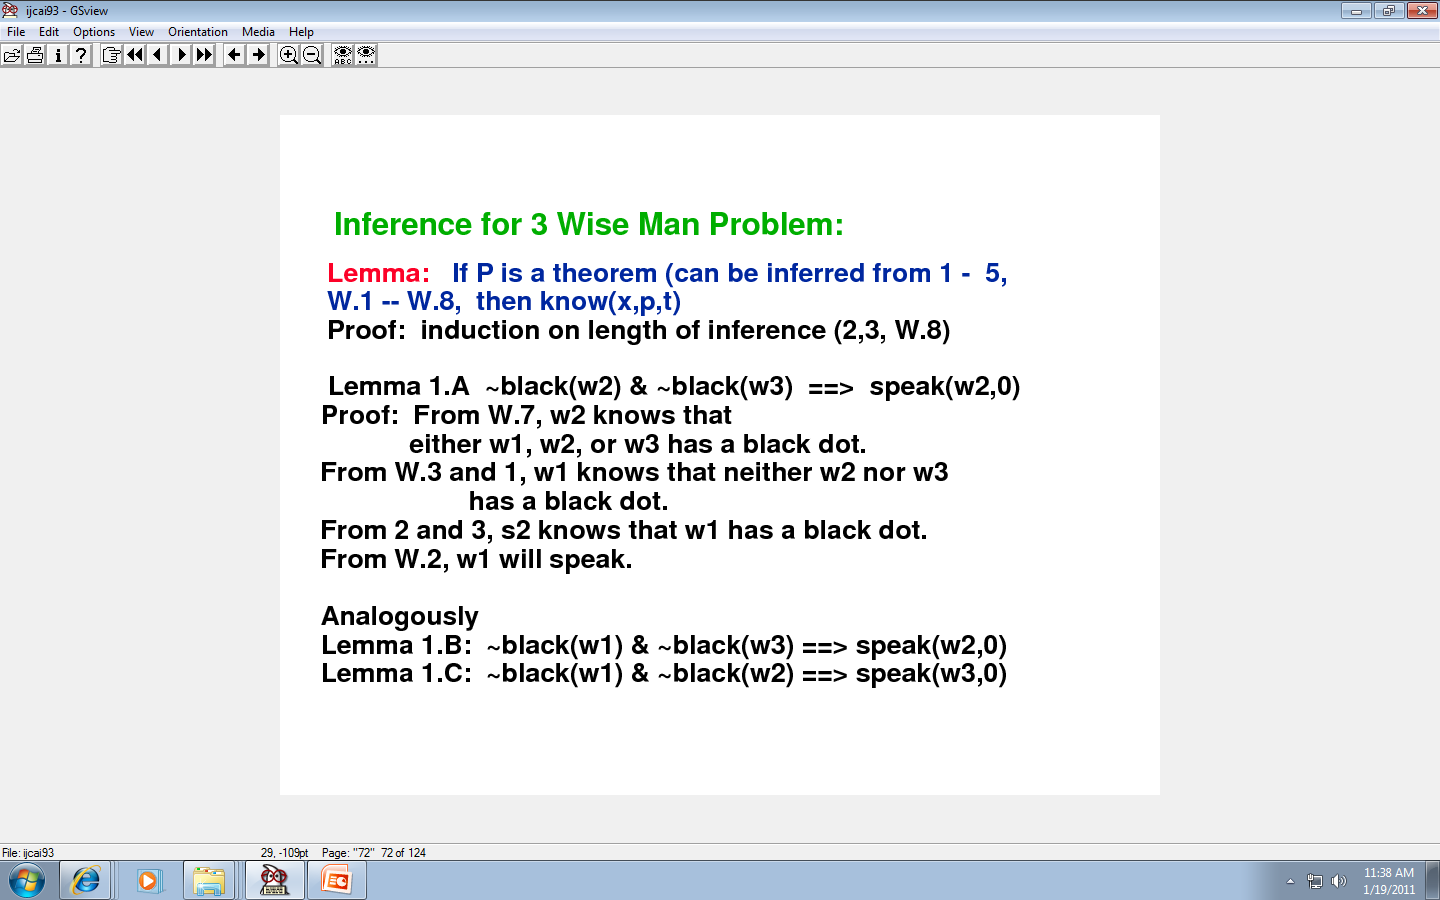 ijcai93 - GSview
File Edit Options View Orientation Media Help
i ?
ABC
Inference for 3 Wise Man Problem:
Lemma: If P is a theorem (can be inferred from 1 - 5,
W.1 -- W.8, then know(x,p,t)
Proof: induction on length of inference (2,3, W.8)
Lemma 1.A ~black(w2) & ~black(w3) ==> speak(w2,0)
Proof: From W.7, w2 knows that
either w1, w2, or w3 has a black dot.
From W.3 and 1, w1 knows that neither w2 nor w3
has a black dot.
From 2 and 3, s2 knows that w1 has a black dot.
From W.2, w1 will speak.
Analogously
Lemma 1.B: ~black(w1) & ~black(w3) ==> speak(w2,0)
Lemma 1.C: ~black(w1) & ~black(w2) ==> speak(w3,0)
File: ijcai93 29, -109pt Page: "72" 72 of 124
11:38 AM
1/19/2011